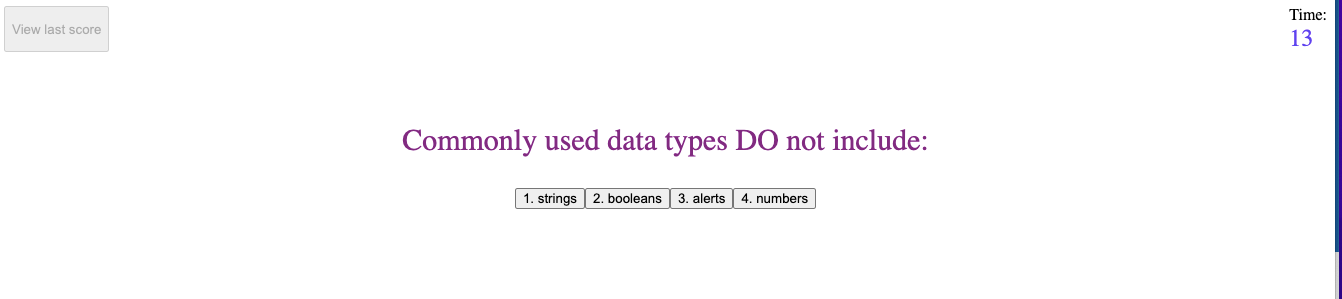 View last score
Time:
13
Commonly used data types DO not include:
1. strings 2. booleans 3. alerts 4. numbers